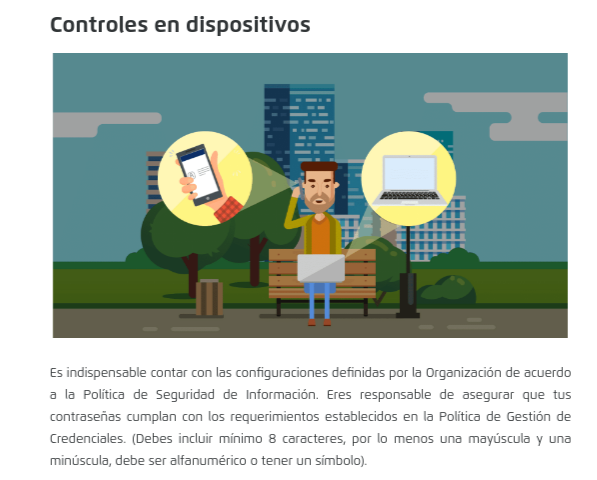 Controles en dispositivos
Es indispensable contar con las configuraciones definidas por la Organización de acuerdo
a la Política de Seguridad de Información. Eres responsable de asegurar que tus
contraseñas cumplan con los requerimientos establecidos en la Política de Gestión de
Credenciales. (Debes incluir mínimo 8 caracteres, por lo menos una mayúscula y una
minúscula, debe ser alfanumérico o tener un símbolo).